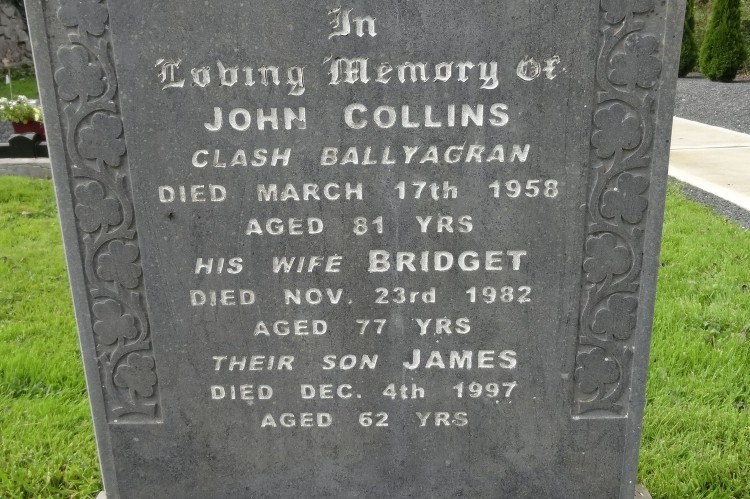 In
Loving Memory Of
JOHN COLLINS
CLASH BALLYAGRAN
DIED MARCH 17th 1958
AGED 81 YRS
HIS WIFE BRIDGET
DIED NOV. 23rd 1982
AGED 77 YRS
THEIR SON JAMES
DIED DEC. 4th 1997
AGED 62 YRS